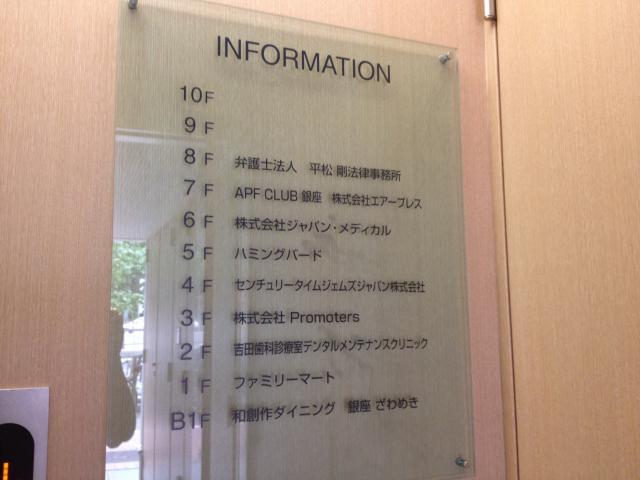 INFORMATION
10F
9F
8F 弁護士法人 平松 剛法律事務所
7F APF CLUB 銀座 株式会社エアープレス
6F 株式会社ジャパン・メディカル
5F ハミングバード
4F センチュリータイムジェムズジャパン株式会社
3F 株式会社 Promoters
2F 吉田歯科診療室デンタルメンテナンスクリニック
1F ファミリーマート
B1F 和創作ダイニング 銀座 ざわめき